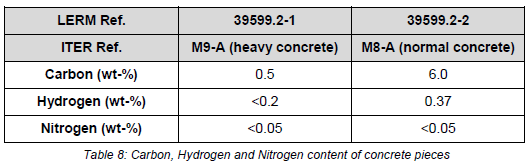 LERM Ref. 39599.2-1 39599.2-2
ITER Ref. M9-A (heavy concrete) M8-A (normal concrete)
Carbon (wt-%) 0.5 6.0
Hydrogen (wt-%) <0.2 0.37
Nitrogen (wt-%) <0.05 <0.05
Table 8: Carbon, Hydrogen and Nitrogen content of concrete pieces